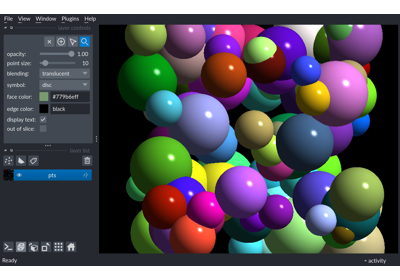 File View Window Plugins Help
layer controls
opacity: 1.00
point size: 10
blending: translucent
symbol: disc
face color: #779b6eff
edge color: black
display text:
out of slice:
layer list
pts
Ready
activity